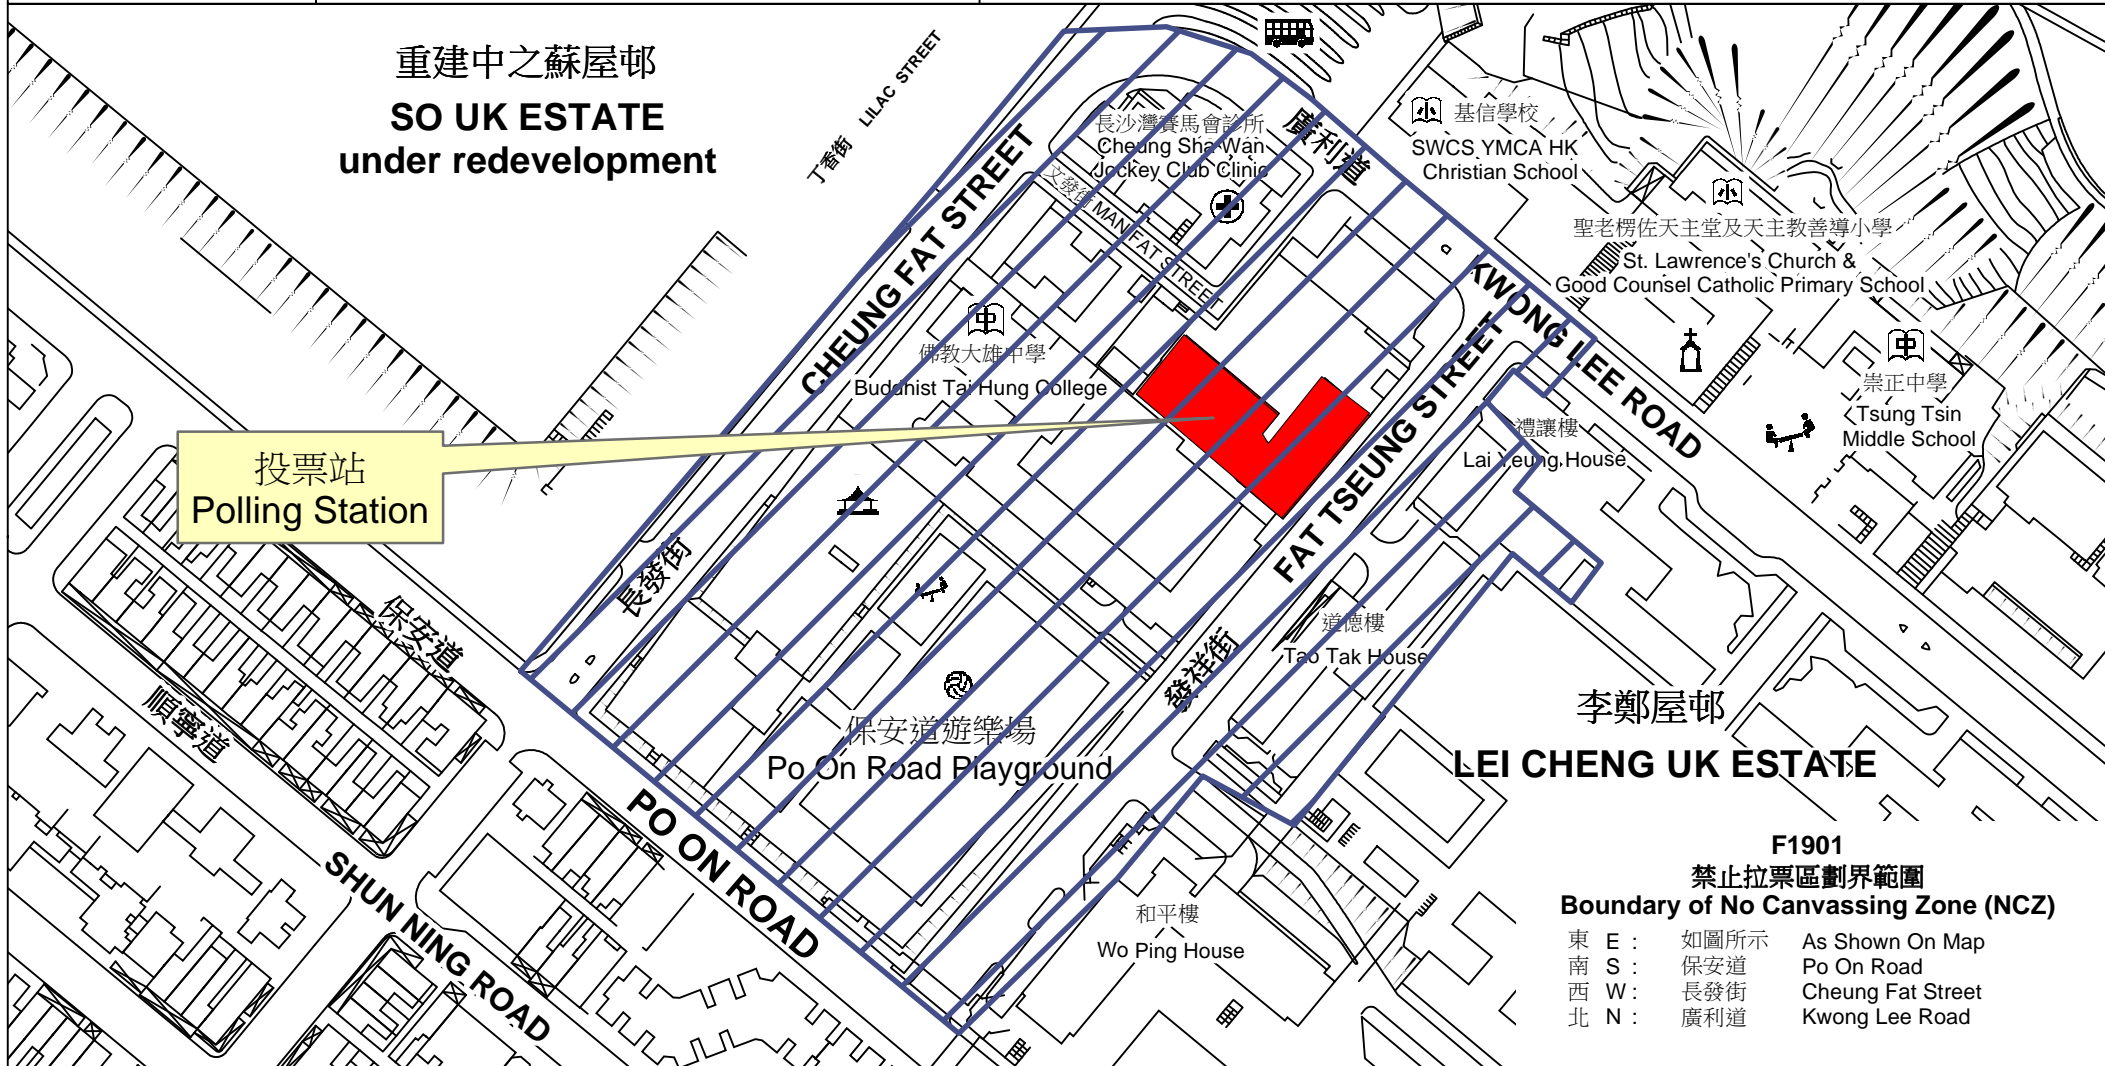 重建中之蘇屋邨
SO UK ESTATE
under redevelopment
丁香街 LILAC STREET
長沙灣賽馬會診所
Cheung Sha Wan
Jockey Club Clinic
廣利道
基信學校
SWCS YMCA HK
Christian School
聖老楞佐天主堂及天主教善導小學
St. Lawrence's Church &
Good Counsel Catholic Primary School
CHEUNG FAT STREET
文發街 MAN FAT STREET
KWONG LEE ROAD
中
佛教大雄中學
Buddhist Tai Hung College
中
崇正中學
Tsung Tsin
Middle School
小
小
禮讓樓
Lai Yeung House
投票站
Polling Station
FAT TSEUNG STREET
長發街
保安道
順寧道
發祥街
道德樓
Tao Tak House
保安道遊樂場
Po On Road Playground
李鄭屋邨
LEI CHENG UK ESTATE
PO ON ROAD
SHUN NING ROAD
和平樓
Wo Ping House
F1901
禁止拉票區劃界範圍
Boundary of No Canvassing Zone (NCZ)
東 E : 如圖所示 As Shown On Map
南 S : 保安道 Po On Road
西 W : 長發街 Cheung Fat Street
北 N : 廣利道 Kwong Lee Road